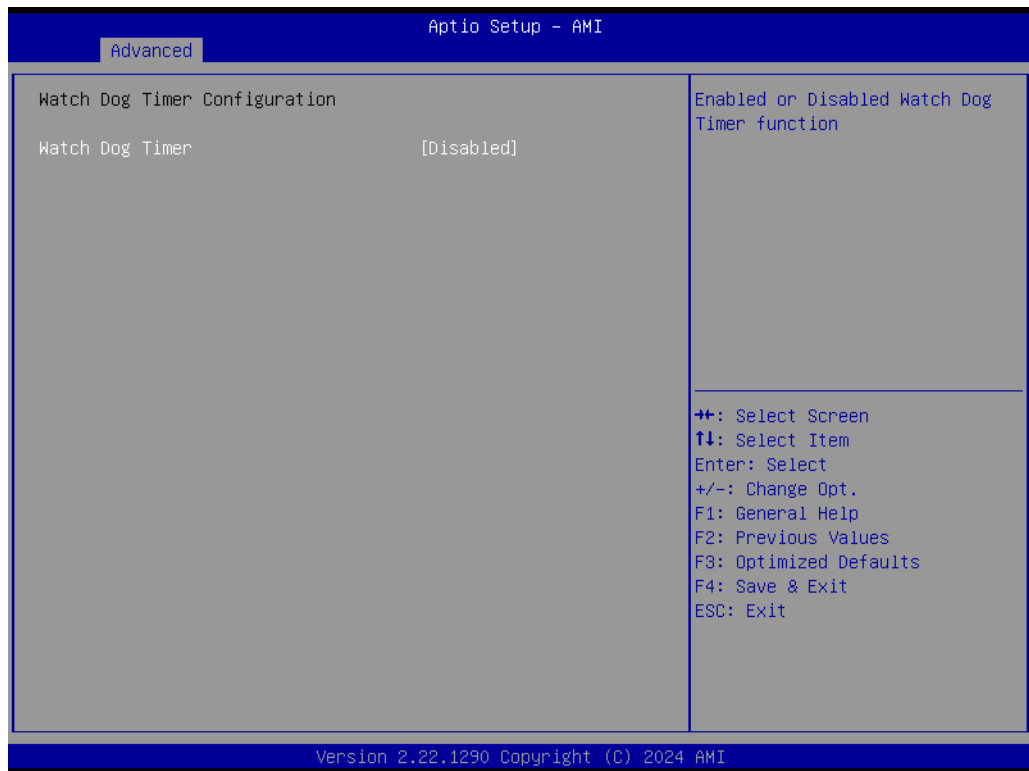 Aptio Setup – AMI
Advanced
Watch Dog Timer Configuration
Watch Dog Timer [Disabled]
Enabled or Disabled Watch Dog
Timer function
→←: Select Screen
↑↓: Select Item
Enter: Select
+/-: Change Opt.
F1: General Help
F2: Previous Values
F3: Optimized Defaults
F4: Save & Exit
ESC: Exit
Version 2.22.1290 Copyright (C) 2024 AMI